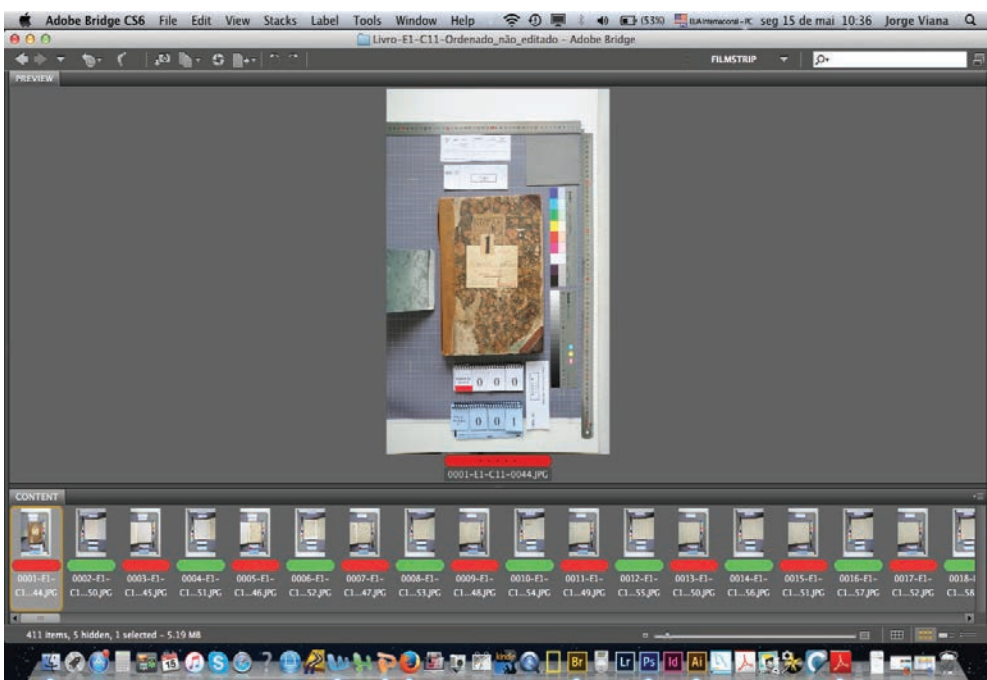 Adobe Bridge CS6 File Edit View Stacks Label Tools Window Help (53%) seg 15 de mai 10:36 Jorge Viana
Livro-E1-C11-Ordenado_não_editado – Adobe Bridge
FILMSTRIP
PREVIEW
1
0 0 0
0 0 1
0001-E1-C11-0044.JPG
CONTENT
0001-E1- 0002-E1- 0003-E1- 0004-E1- 0005-E1- 0006-E1- 0007-E1- 0008-E1- 0009-E1- 0010-E1- 0011-E1- 0012-E1- 0013-E1- 0014-E1- 0015-E1- 0016-E1- 0017-E1- 0018-
C1...44.JPG C1...50.JPG C1...45.JPG C1...51.JPG C1...46.JPG C1...52.JPG C1...47.JPG C1...53.JPG C1...48.JPG C1...54.JPG C1...49.JPG C1...55.JPG C1...50.JPG C1...56.JPG C1...51.JPG C1...57.JPG C1...52.JPG C1...58
411 items, 5 hidden, 1 selected – 5.19 MB
15 Br Lr Ps Id Ai